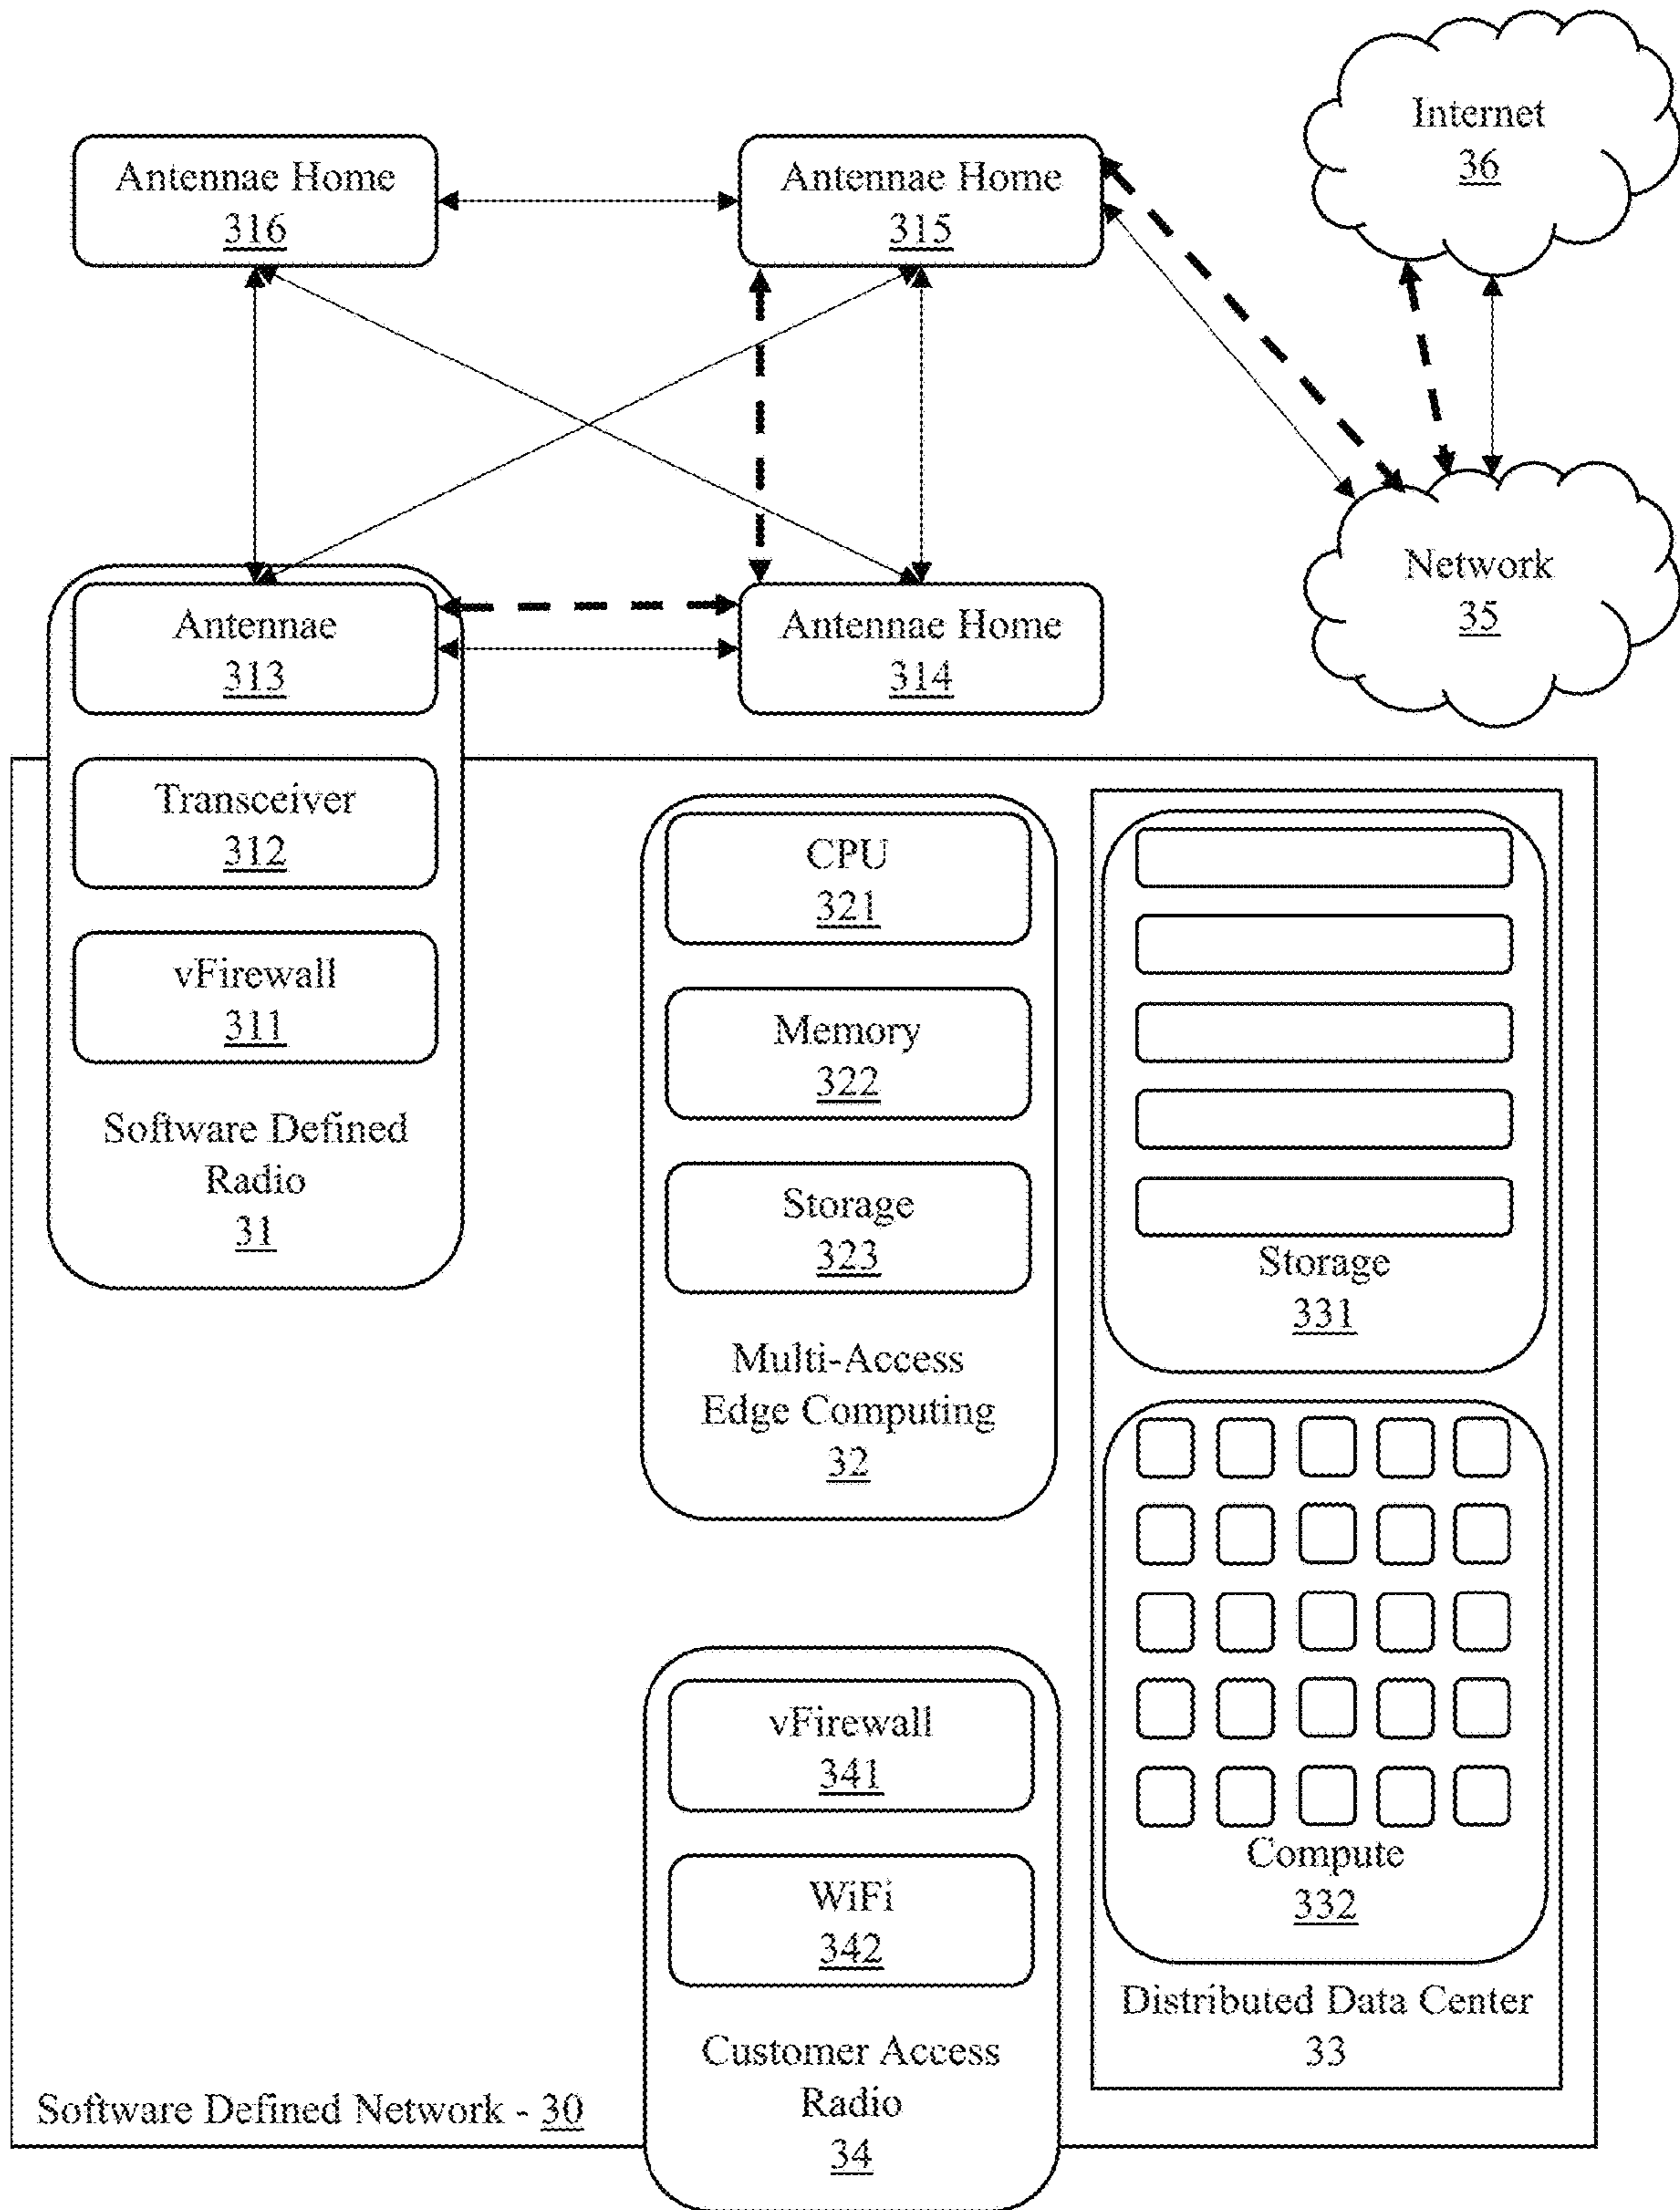 Internet
36
Antennae Home
316
Antennae Home
315
Network
35
Antennae
313
Antennae Home
314
Transceiver
312
vFirewall
311
Software Defined
Radio
31
CPU
321
Memory
322
Storage
323
Multi-Access
Edge Computing
32
Storage
331
Compute
332
Distributed Data Center
33
vFirewall
341
WiFi
342
Customer Access
Radio
34
Software Defined Network - 30